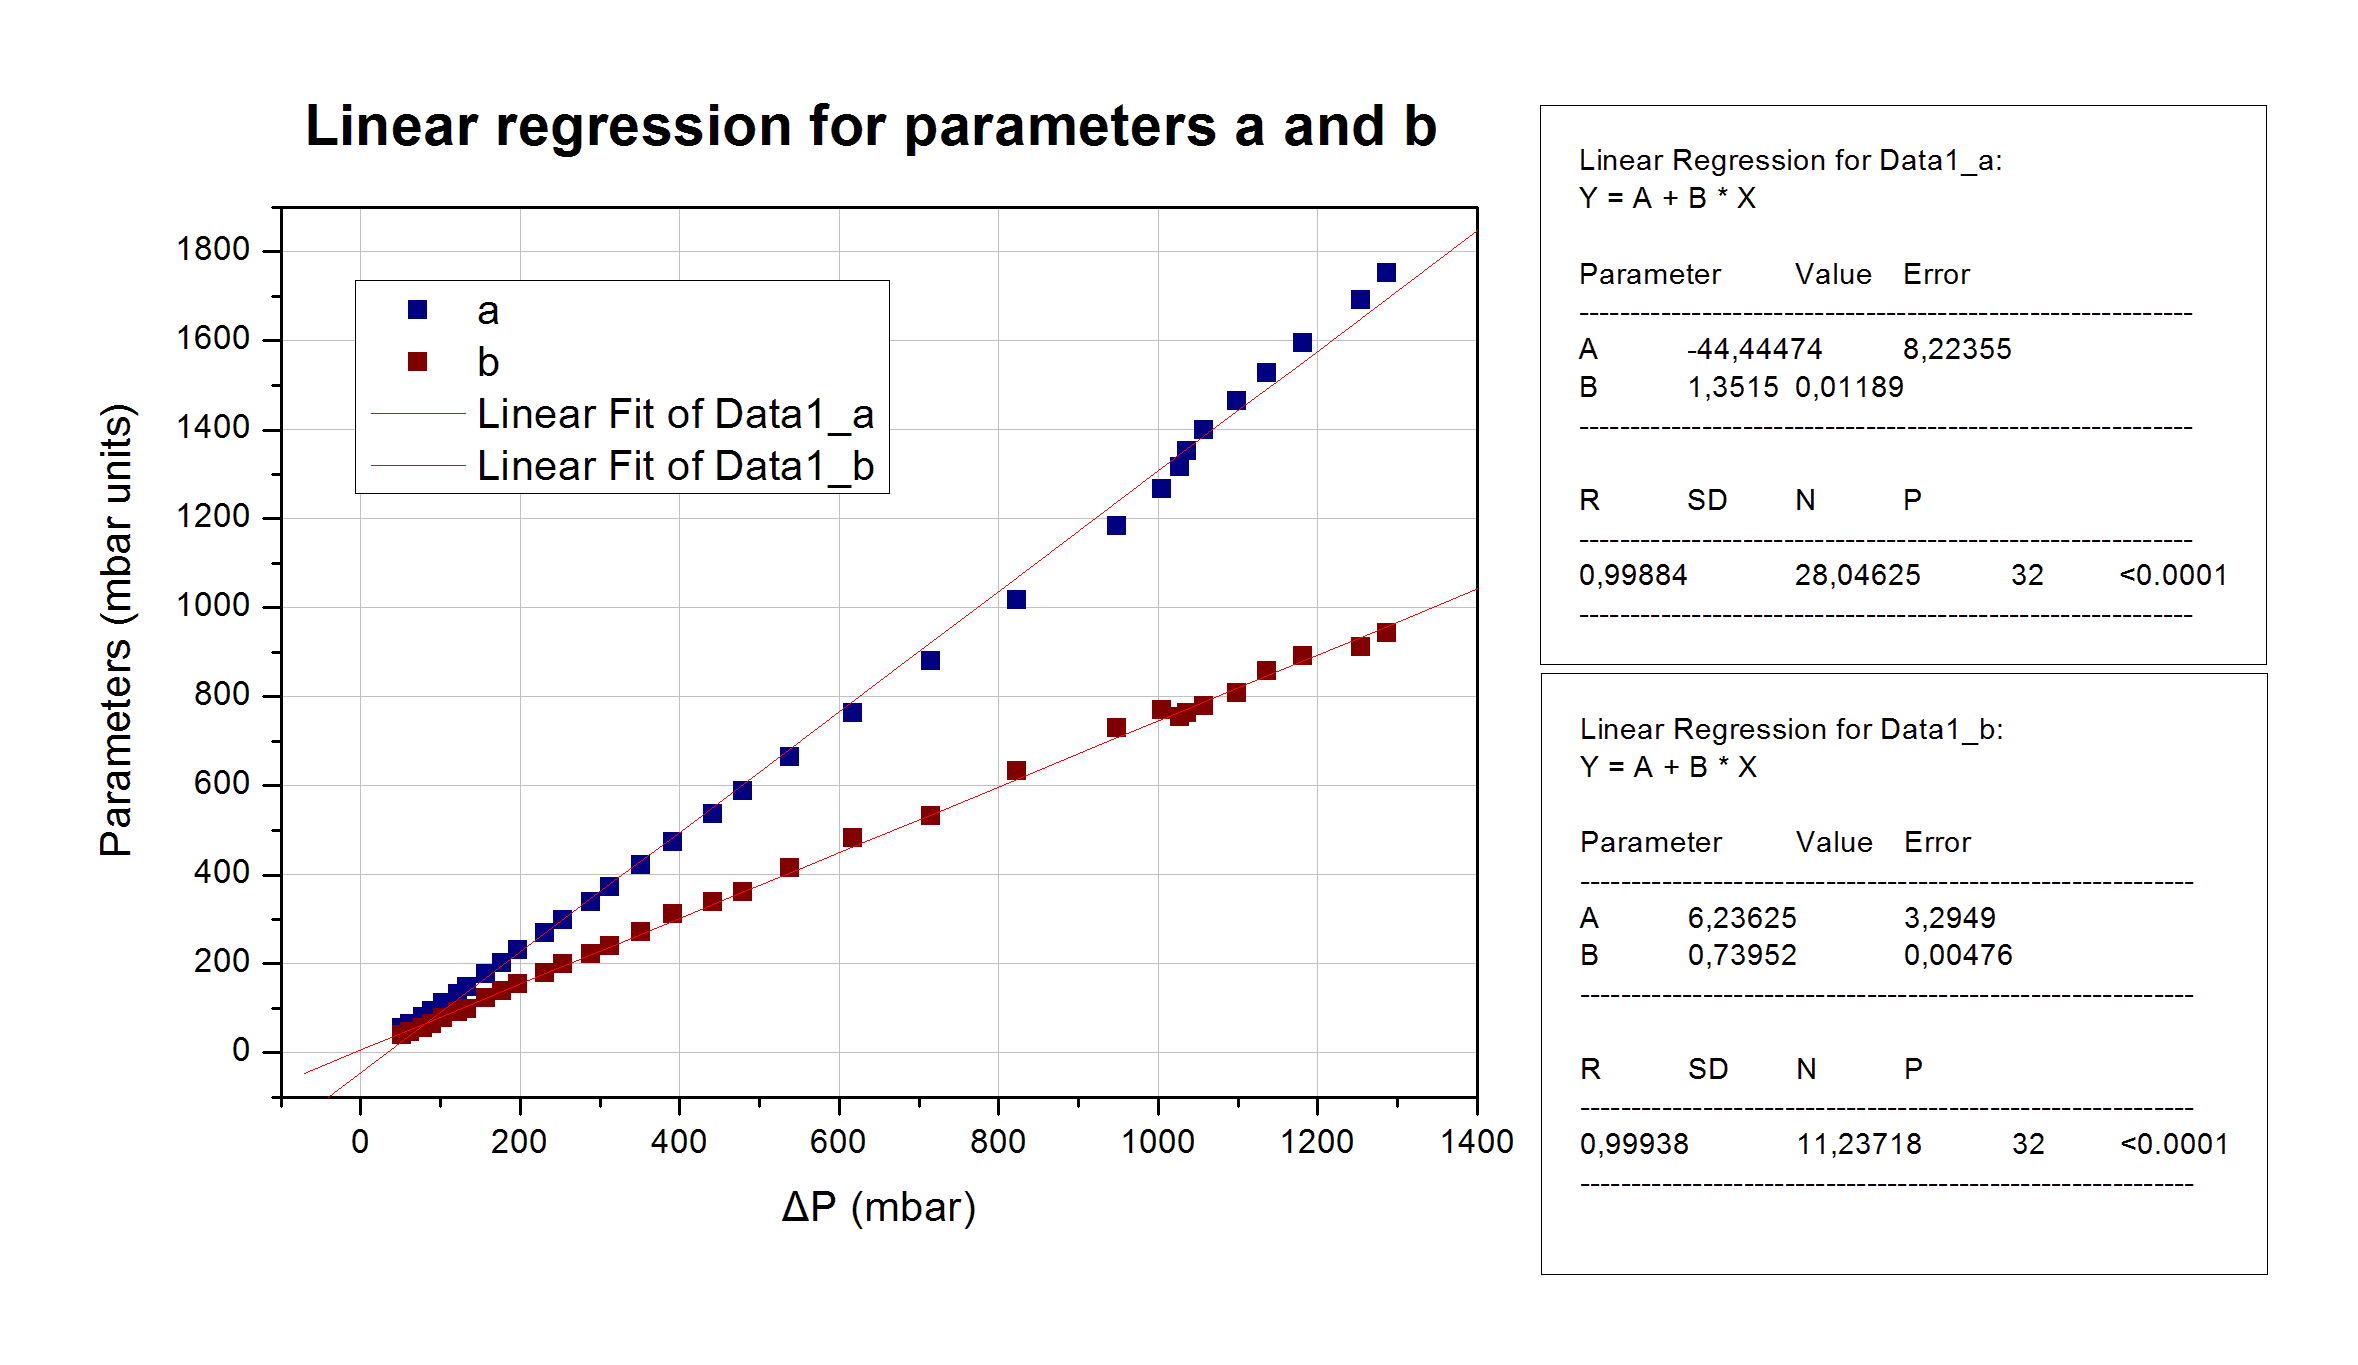 Linear regression for parameters a and b
1800
1600
1400
1200
1000
800
600
400
200
0
Parameters (mbar units)
a
b
Linear Fit of Data1_a
Linear Fit of Data1_b
0 200 400 600 800 1000 1200 1400
ΔP (mbar)
Linear Regression for Data1_a:
Y = A + B * X
Parameter Value Error
------------------------------------------------------------------------
A -44,44474 8,22355
B 1,3515 0,01189
------------------------------------------------------------------------
R SD N P
------------------------------------------------------------------------
0,99884 28,04625 32 <0.0001
------------------------------------------------------------------------
Linear Regression for Data1_b:
Y = A + B * X
Parameter Value Error
------------------------------------------------------------------------
A 6,23625 3,2949
B 0,73952 0,00476
------------------------------------------------------------------------
R SD N P
------------------------------------------------------------------------
0,99938 11,23718 32 <0.0001
------------------------------------------------------------------------